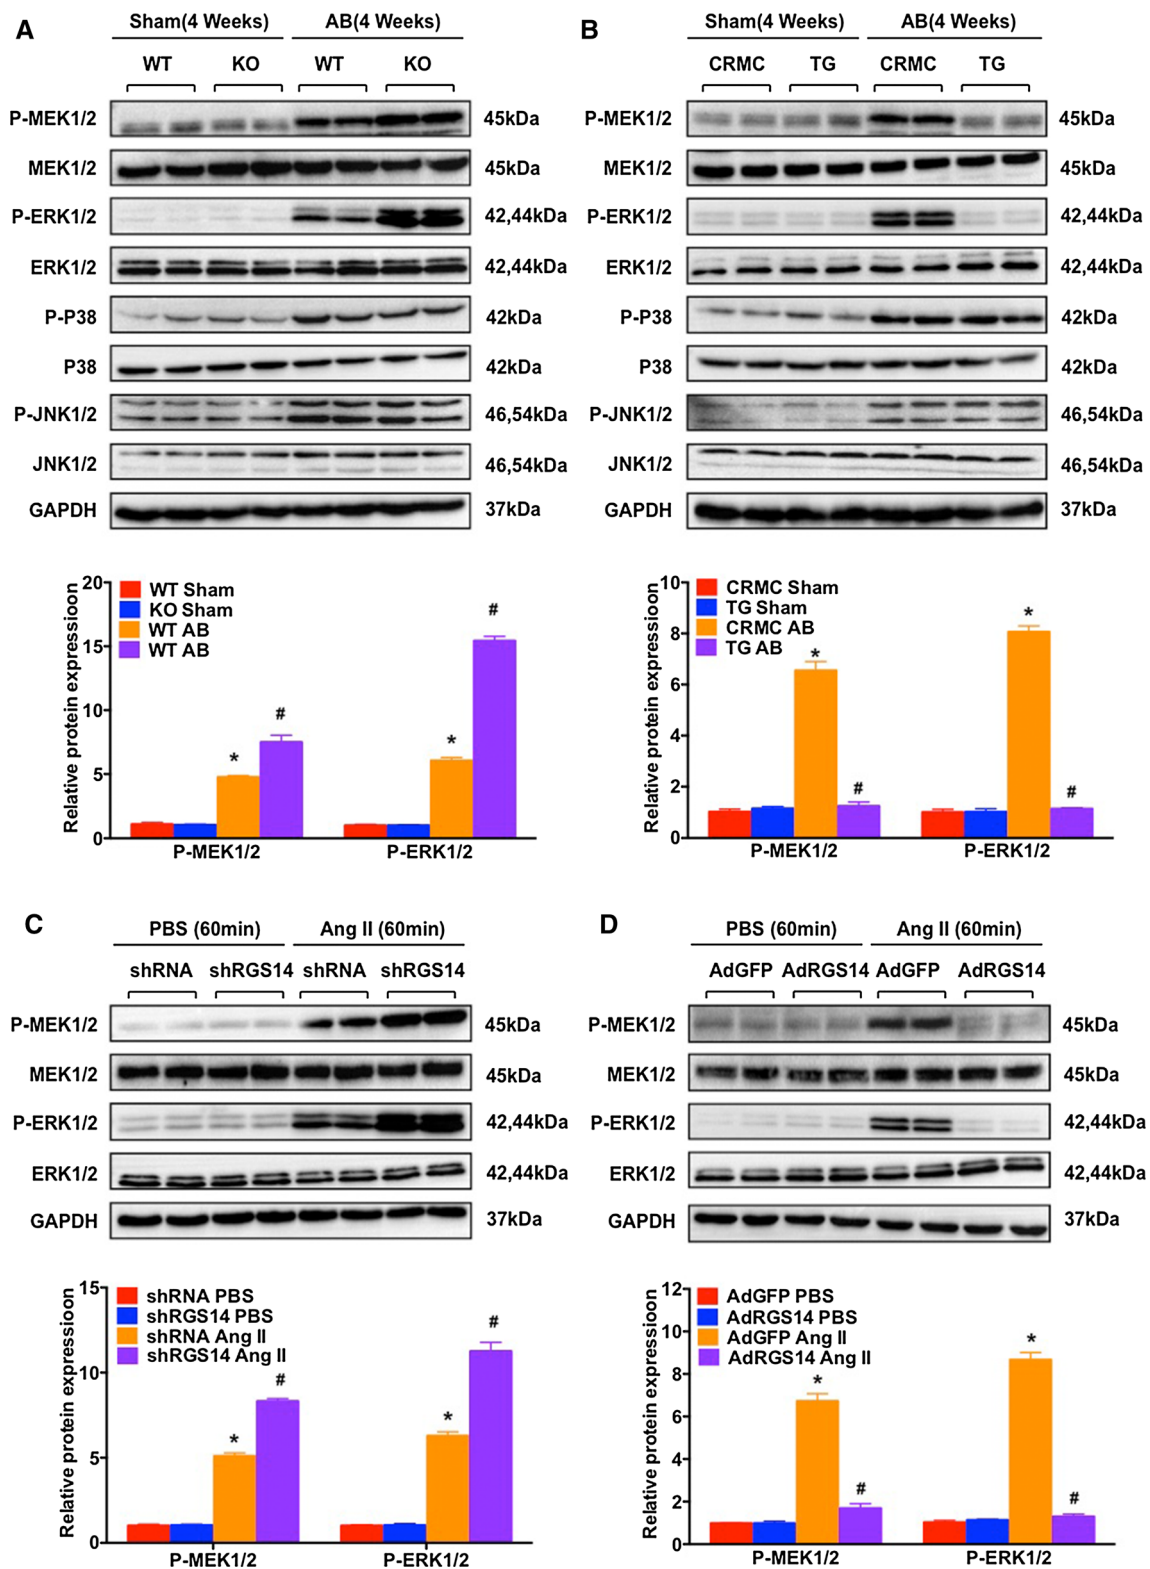 A
Sham(4 Weeks) AB(4 Weeks)
WT KO WT KO
P-MEK1/2 45kDa
MEK1/2 45kDa
P-ERK1/2 42,44kDa
ERK1/2 42,44kDa
P-P38 42kDa
P38 42kDa
P-JNK1/2 46,54kDa
JNK1/2 46,54kDa
GAPDH 37kDa
Relative protein expressioon
20
15
10
5
0
WT Sham
KO Sham
WT AB
WT AB
* # * #
P-MEK1/2 P-ERK1/2
B
Sham(4 Weeks) AB(4 Weeks)
CRMC TG CRMC TG
P-MEK1/2 45kDa
MEK1/2 45kDa
P-ERK1/2 42,44kDa
ERK1/2 42,44kDa
P-P38 42kDa
P38 42kDa
P-JNK1/2 46,54kDa
JNK1/2 46,54kDa
GAPDH 37kDa
Relative protein expressioon
10
8
6
4
2
0
CRMC Sham
TG Sham
CRMC AB
TG AB
* # * #
P-MEK1/2 P-ERK1/2
C
PBS (60min) Ang II (60min)
shRNA shRGS14 shRNA shRGS14
P-MEK1/2 45kDa
MEK1/2 45kDa
P-ERK1/2 42,44kDa
ERK1/2 42,44kDa
GAPDH 37kDa
Relative protein expressioon
15
10
5
0
shRNA PBS
shRGS14 PBS
shRNA Ang II
shRGS14 Ang II
* # * #
P-MEK1/2 P-ERK1/2
D
PBS (60min) Ang II (60min)
AdGFP AdRGS14 AdGFP AdRGS14
P-MEK1/2 45kDa
MEK1/2 45kDa
P-ERK1/2 42,44kDa
ERK1/2 42,44kDa
GAPDH 37kDa
Relative protein expressioon
12
10
8
6
4
2
0
AdGFP PBS
AdRGS14 PBS
AdGFP Ang II
AdRGS14 Ang II
* # * #
P-MEK1/2 P-ERK1/2